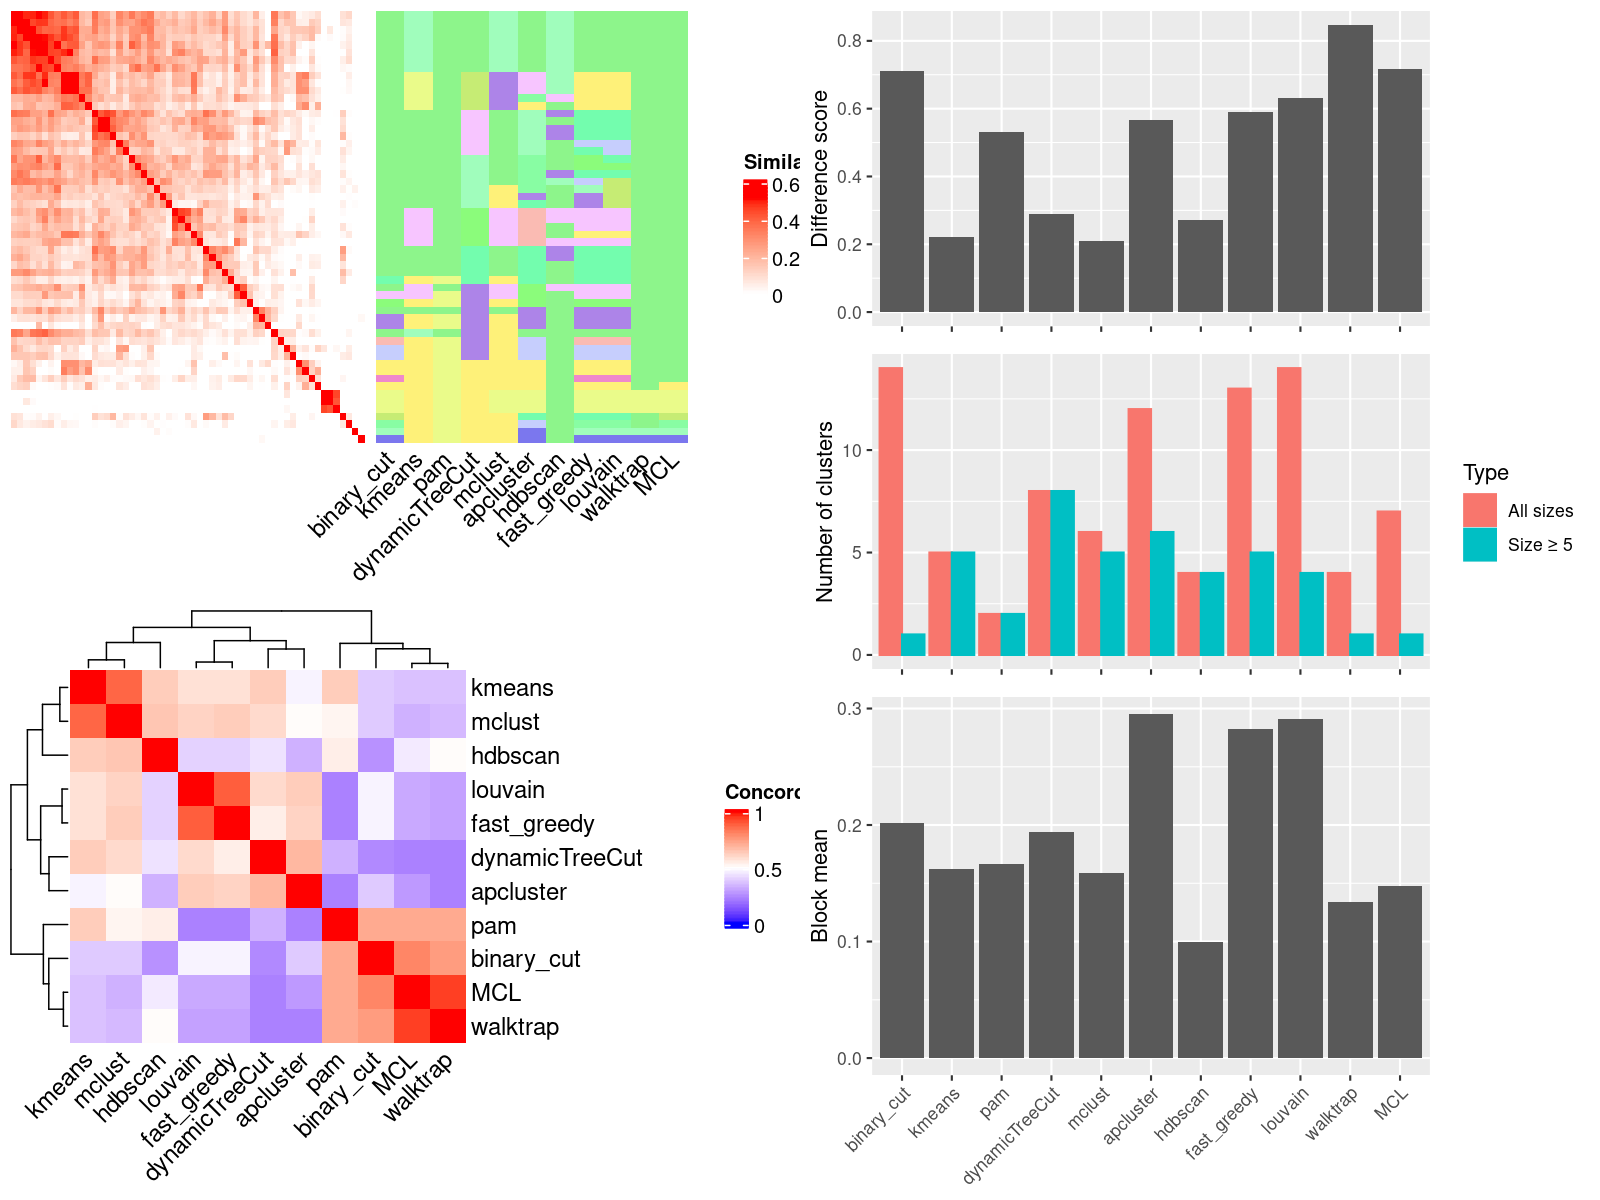 Simila
0.6
0.4
0.2
0
binary_cut
kmeans
pam
dynamicTreeCut
mclust
apcluster
hdbscan
fast_greedy
louvain
walktrap
MCL
kmeans
mclust
hdbscan
louvain
fast_greedy
dynamicTreeCut
apcluster
pam
binary_cut
MCL
walktrap
kmeans
mclust
hdbscan
louvain
fast_greedy
dynamicTreeCut
apcluster
pam
binary_cut
MCL
walktrap
Concord
1
0.5
0
Difference score
0.8
0.6
0.4
0.2
0.0
Number of clusters
10
5
0
Type
All sizes
Size ≥ 5
Block mean
0.3
0.2
0.1
0.0
binary_cut
kmeans
pam
dynamicTreeCut
mclust
apcluster
hdbscan
fast_greedy
louvain
walktrap
MCL